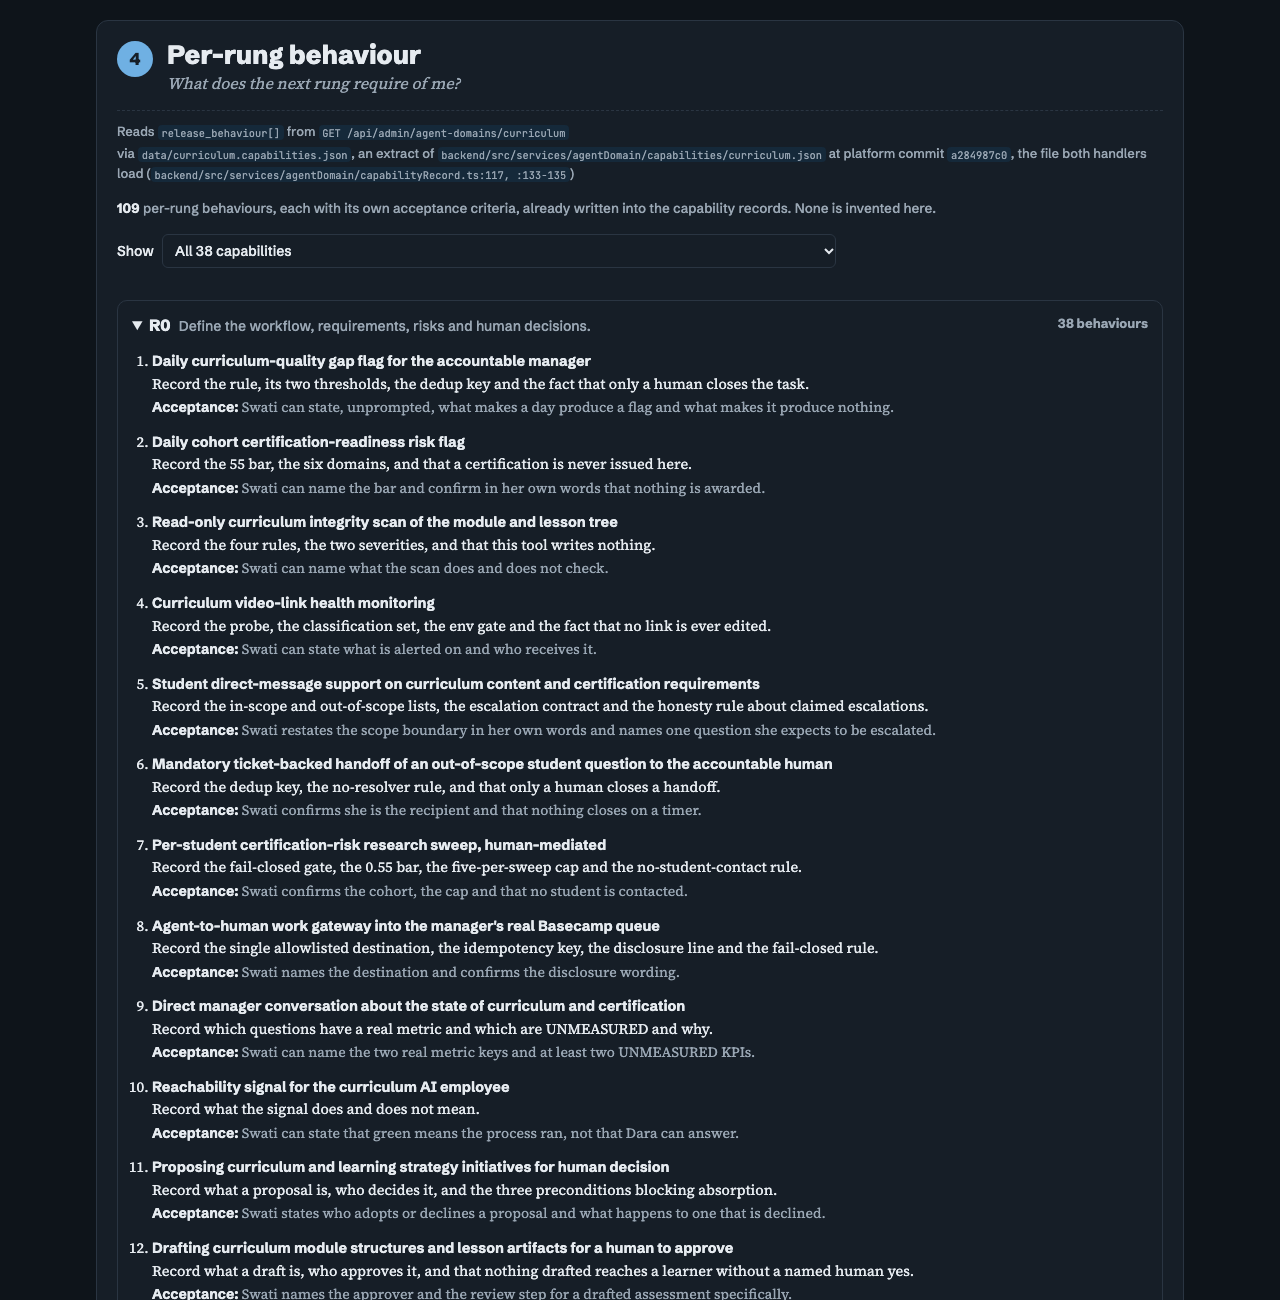 4
Per-rung behaviour
What does the next rung require of me?
Reads release_behaviour[] from GET /api/admin/agent-domains/curriculum
via data/curriculum.capabilities.json, an extract of backend/src/services/agentDomain/capabilities/curriculum.json at platform commit a284987c0, the file both handlers
load ( backend/src/services/agentDomain/capabilityRecord.ts:117, :133-135 )
109 per-rung behaviours, each with its own acceptance criteria, already written into the capability records. None is invented here.
Show All 38 capabilities
▼ R0 Define the workflow, requirements, risks and human decisions. 38 behaviours
1. Daily curriculum-quality gap flag for the accountable manager
Record the rule, its two thresholds, the dedup key and the fact that only a human closes the task.
Acceptance: Swati can state, unprompted, what makes a day produce a flag and what makes it produce nothing.
2. Daily cohort certification-readiness risk flag
Record the 55 bar, the six domains, and that a certification is never issued here.
Acceptance: Swati can name the bar and confirm in her own words that nothing is awarded.
3. Read-only curriculum integrity scan of the module and lesson tree
Record the four rules, the two severities, and that this tool writes nothing.
Acceptance: Swati can name what the scan does and does not check.
4. Curriculum video-link health monitoring
Record the probe, the classification set, the env gate and the fact that no link is ever edited.
Acceptance: Swati can state what is alerted on and who receives it.
5. Student direct-message support on curriculum content and certification requirements
Record the in-scope and out-of-scope lists, the escalation contract and the honesty rule about claimed escalations.
Acceptance: Swati restates the scope boundary in her own words and names one question she expects to be escalated.
6. Mandatory ticket-backed handoff of an out-of-scope student question to the accountable human
Record the dedup key, the no-resolver rule, and that only a human closes a handoff.
Acceptance: Swati confirms she is the recipient and that nothing closes on a timer.
7. Per-student certification-risk research sweep, human-mediated
Record the fail-closed gate, the 0.55 bar, the five-per-sweep cap and the no-student-contact rule.
Acceptance: Swati confirms the cohort, the cap and that no student is contacted.
8. Agent-to-human work gateway into the manager's real Basecamp queue
Record the single allowlisted destination, the idempotency key, the disclosure line and the fail-closed rule.
Acceptance: Swati names the destination and confirms the disclosure wording.
9. Direct manager conversation about the state of curriculum and certification
Record which questions have a real metric and which are UNMEASURED and why.
Acceptance: Swati can name the two real metric keys and at least two UNMEASURED KPIs.
10. Reachability signal for the curriculum AI employee
Record what the signal does and does not mean.
Acceptance: Swati can state that green means the process ran, not that Dara can answer.
11. Proposing curriculum and learning strategy initiatives for human decision
Record what a proposal is, who decides it, and the three preconditions blocking absorption.
Acceptance: Swati states who adopts or declines a proposal and what happens to one that is declined.
12. Drafting curriculum module structures and lesson artifacts for a human to approve
Record what a draft is, who approves it, and that nothing drafted reaches a learner without a named human yes.
Acceptance: Swati names the approver and the review step for a drafted assessment specifically.